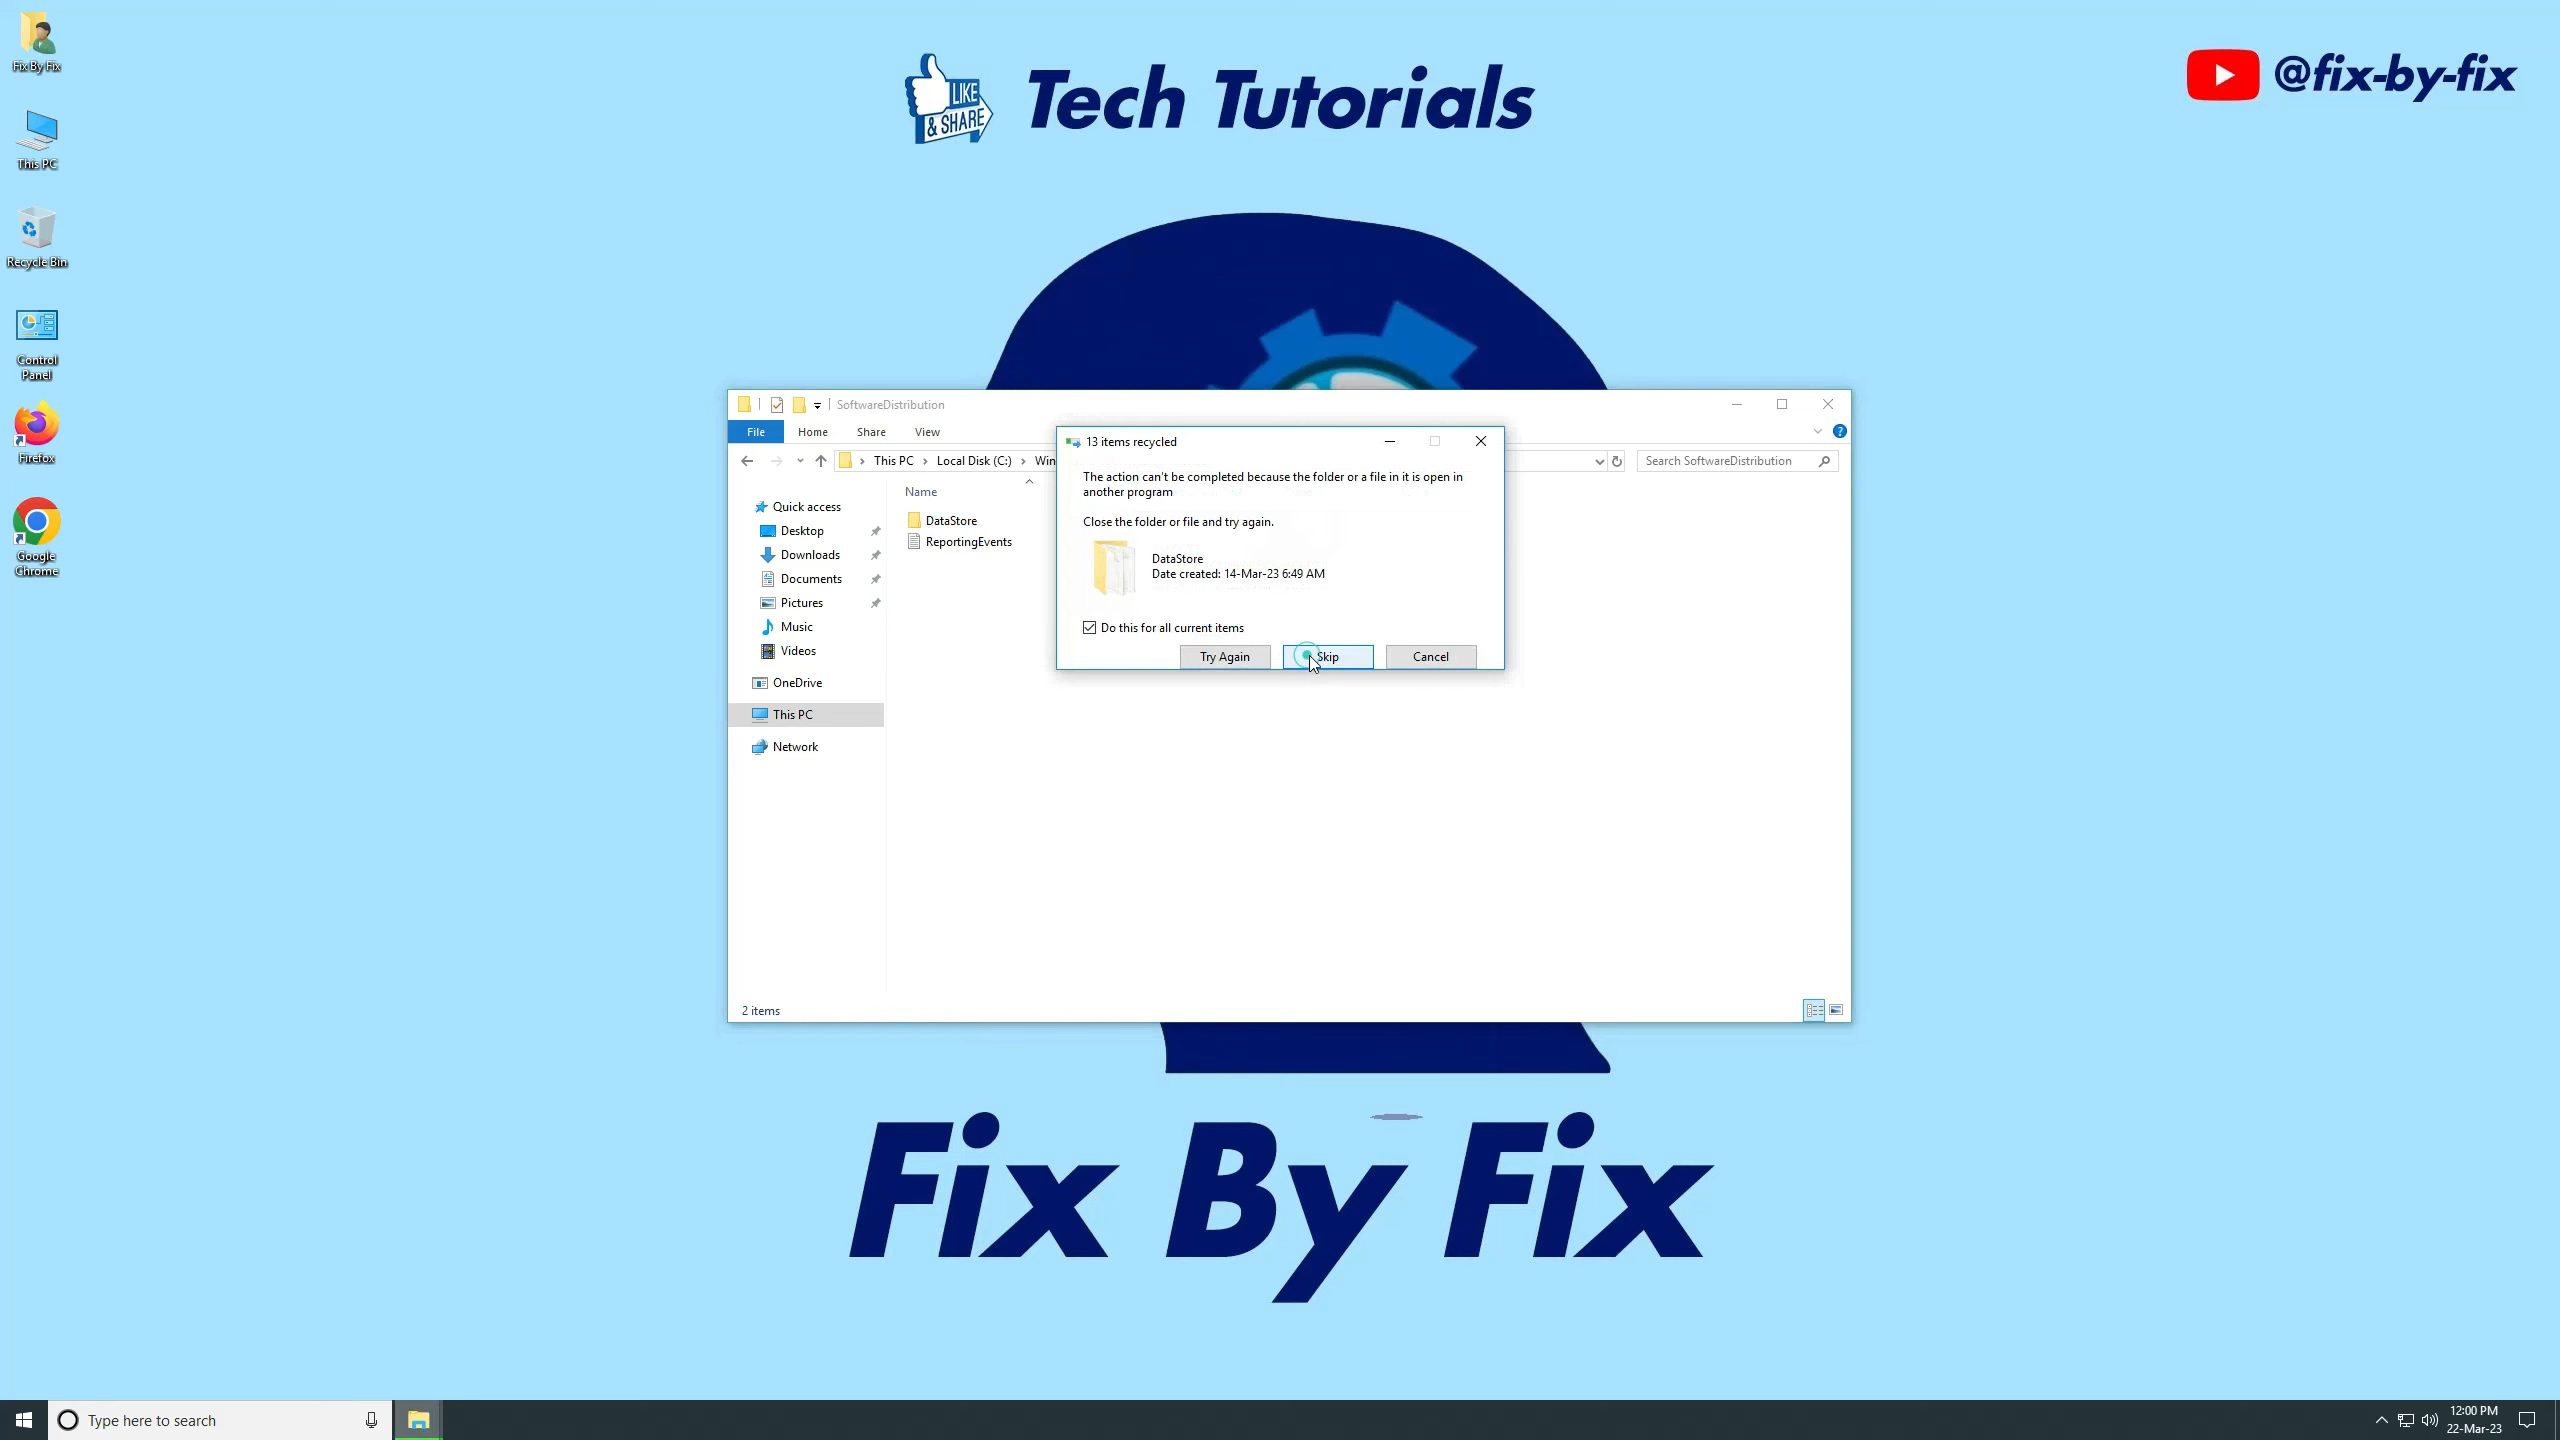 Fix By Fix
This PC
Recycle Bin
Control
Panel
Firefox
Google
Chrome
LIKE
& SHARE
Tech Tutorials
@fix-by-fix
SoftwareDistribution
File
Home
Share
View
This PC
Local Disk (C:)
Win
Search SoftwareDistribution
Quick access
Desktop
Downloads
Documents
Pictures
Music
Videos
OneDrive
This PC
Network
Name
DataStore
ReportingEvents
2 items
13 items recycled
The action can't be completed because the folder or a file in it is open in
another program
Close the folder or file and try again.
DataStore
Date created: 14-Mar-23 6:49 AM
Do this for all current items
Try Again
Skip
Cancel
Fix By Fix
Type here to search
12:00 PM
22-Mar-23